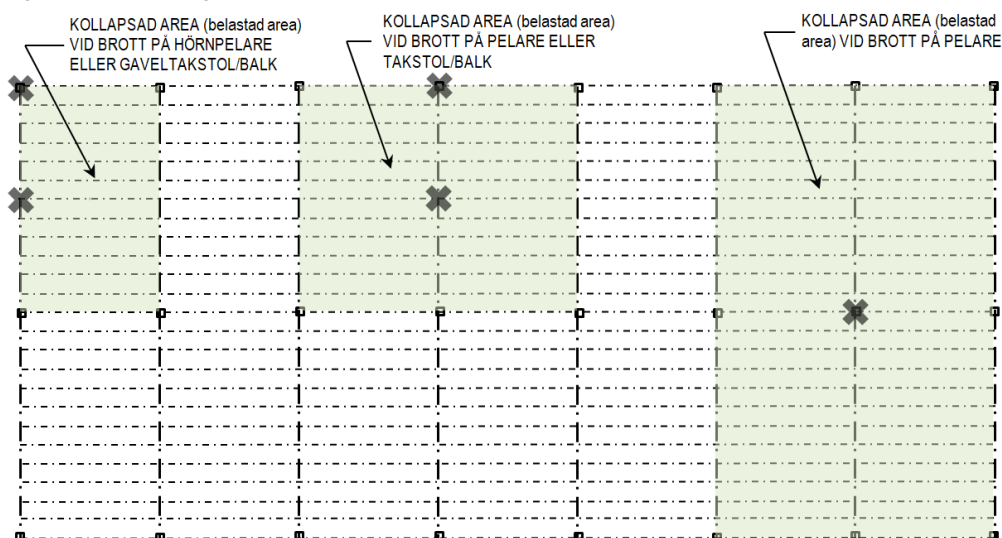 KOLLAPSAD AREA (belastad area)
VID BROTT PÅ HÖRNPELARE
ELLER GAVELTAKSTOL/BALK
KOLLAPSAD AREA (belastad area)
VID BROTT PÅ PELARE ELLER
TAKSTOL/BALK
KOLLAPSAD AREA (belastad
area) VID BROTT PÅ PELARE